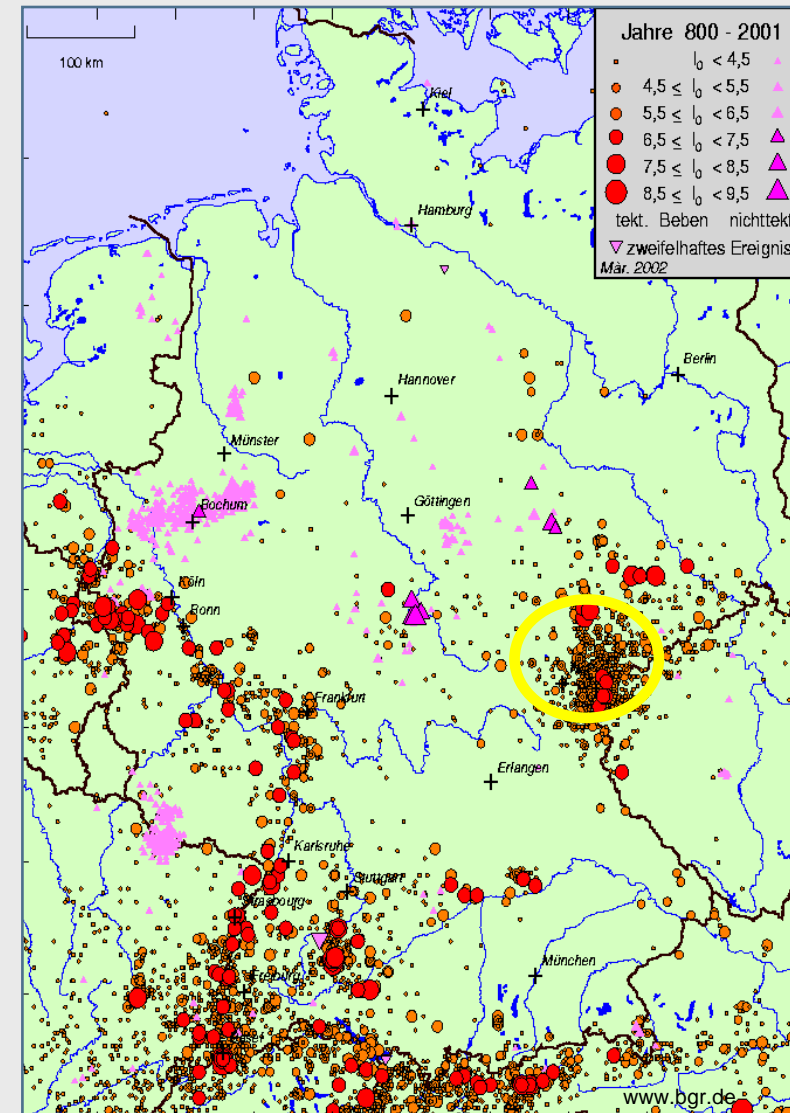 100 km
Jahre 800 - 2001
I₀ < 4,5
4,5 ≤ I₀ < 5,5
5,5 ≤ I₀ < 6,5
6,5 ≤ I₀ < 7,5
7,5 ≤ I₀ < 8,5
8,5 ≤ I₀ < 9,5
tekt. Beben nichttekt
zweifelhaftes Ereignis
Mär. 2002
Kiel
Hamburg
Berlin
Hannover
Münster
Bochum
Göttingen
Köln
Bonn
Frankfurt
Erlangen
Karlsruhe
Stuttgart
Strasbourg
München
Freiburg
www.bgr.de